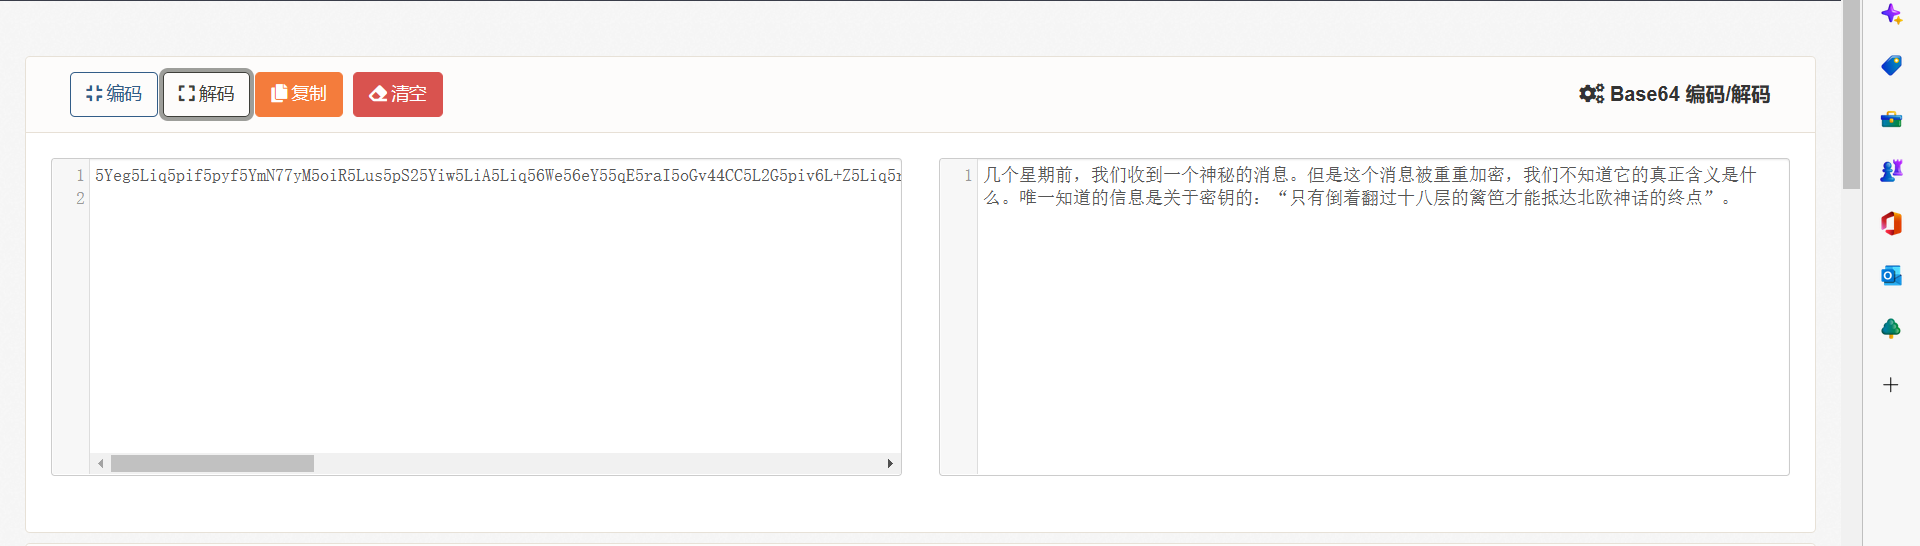 编码 解码 复制 清空 Base64 编码/解码
1 5Yeg5Liq5pif5pyf5YmN77yM5oiR5Lus5pS25Yiw5LiA5Liq56We56eY55qE5raI5oGv44CC5L2G5piv6L+Z5Liq5r
2
1 几个星期前，我们收到一个神秘的消息。但是这个消息被重重加密，我们不知道它的真正含义是什
么。唯一知道的信息是关于密钥的：“只有倒着翻过十八层的篱笆才能抵达北欧神话的终点”。